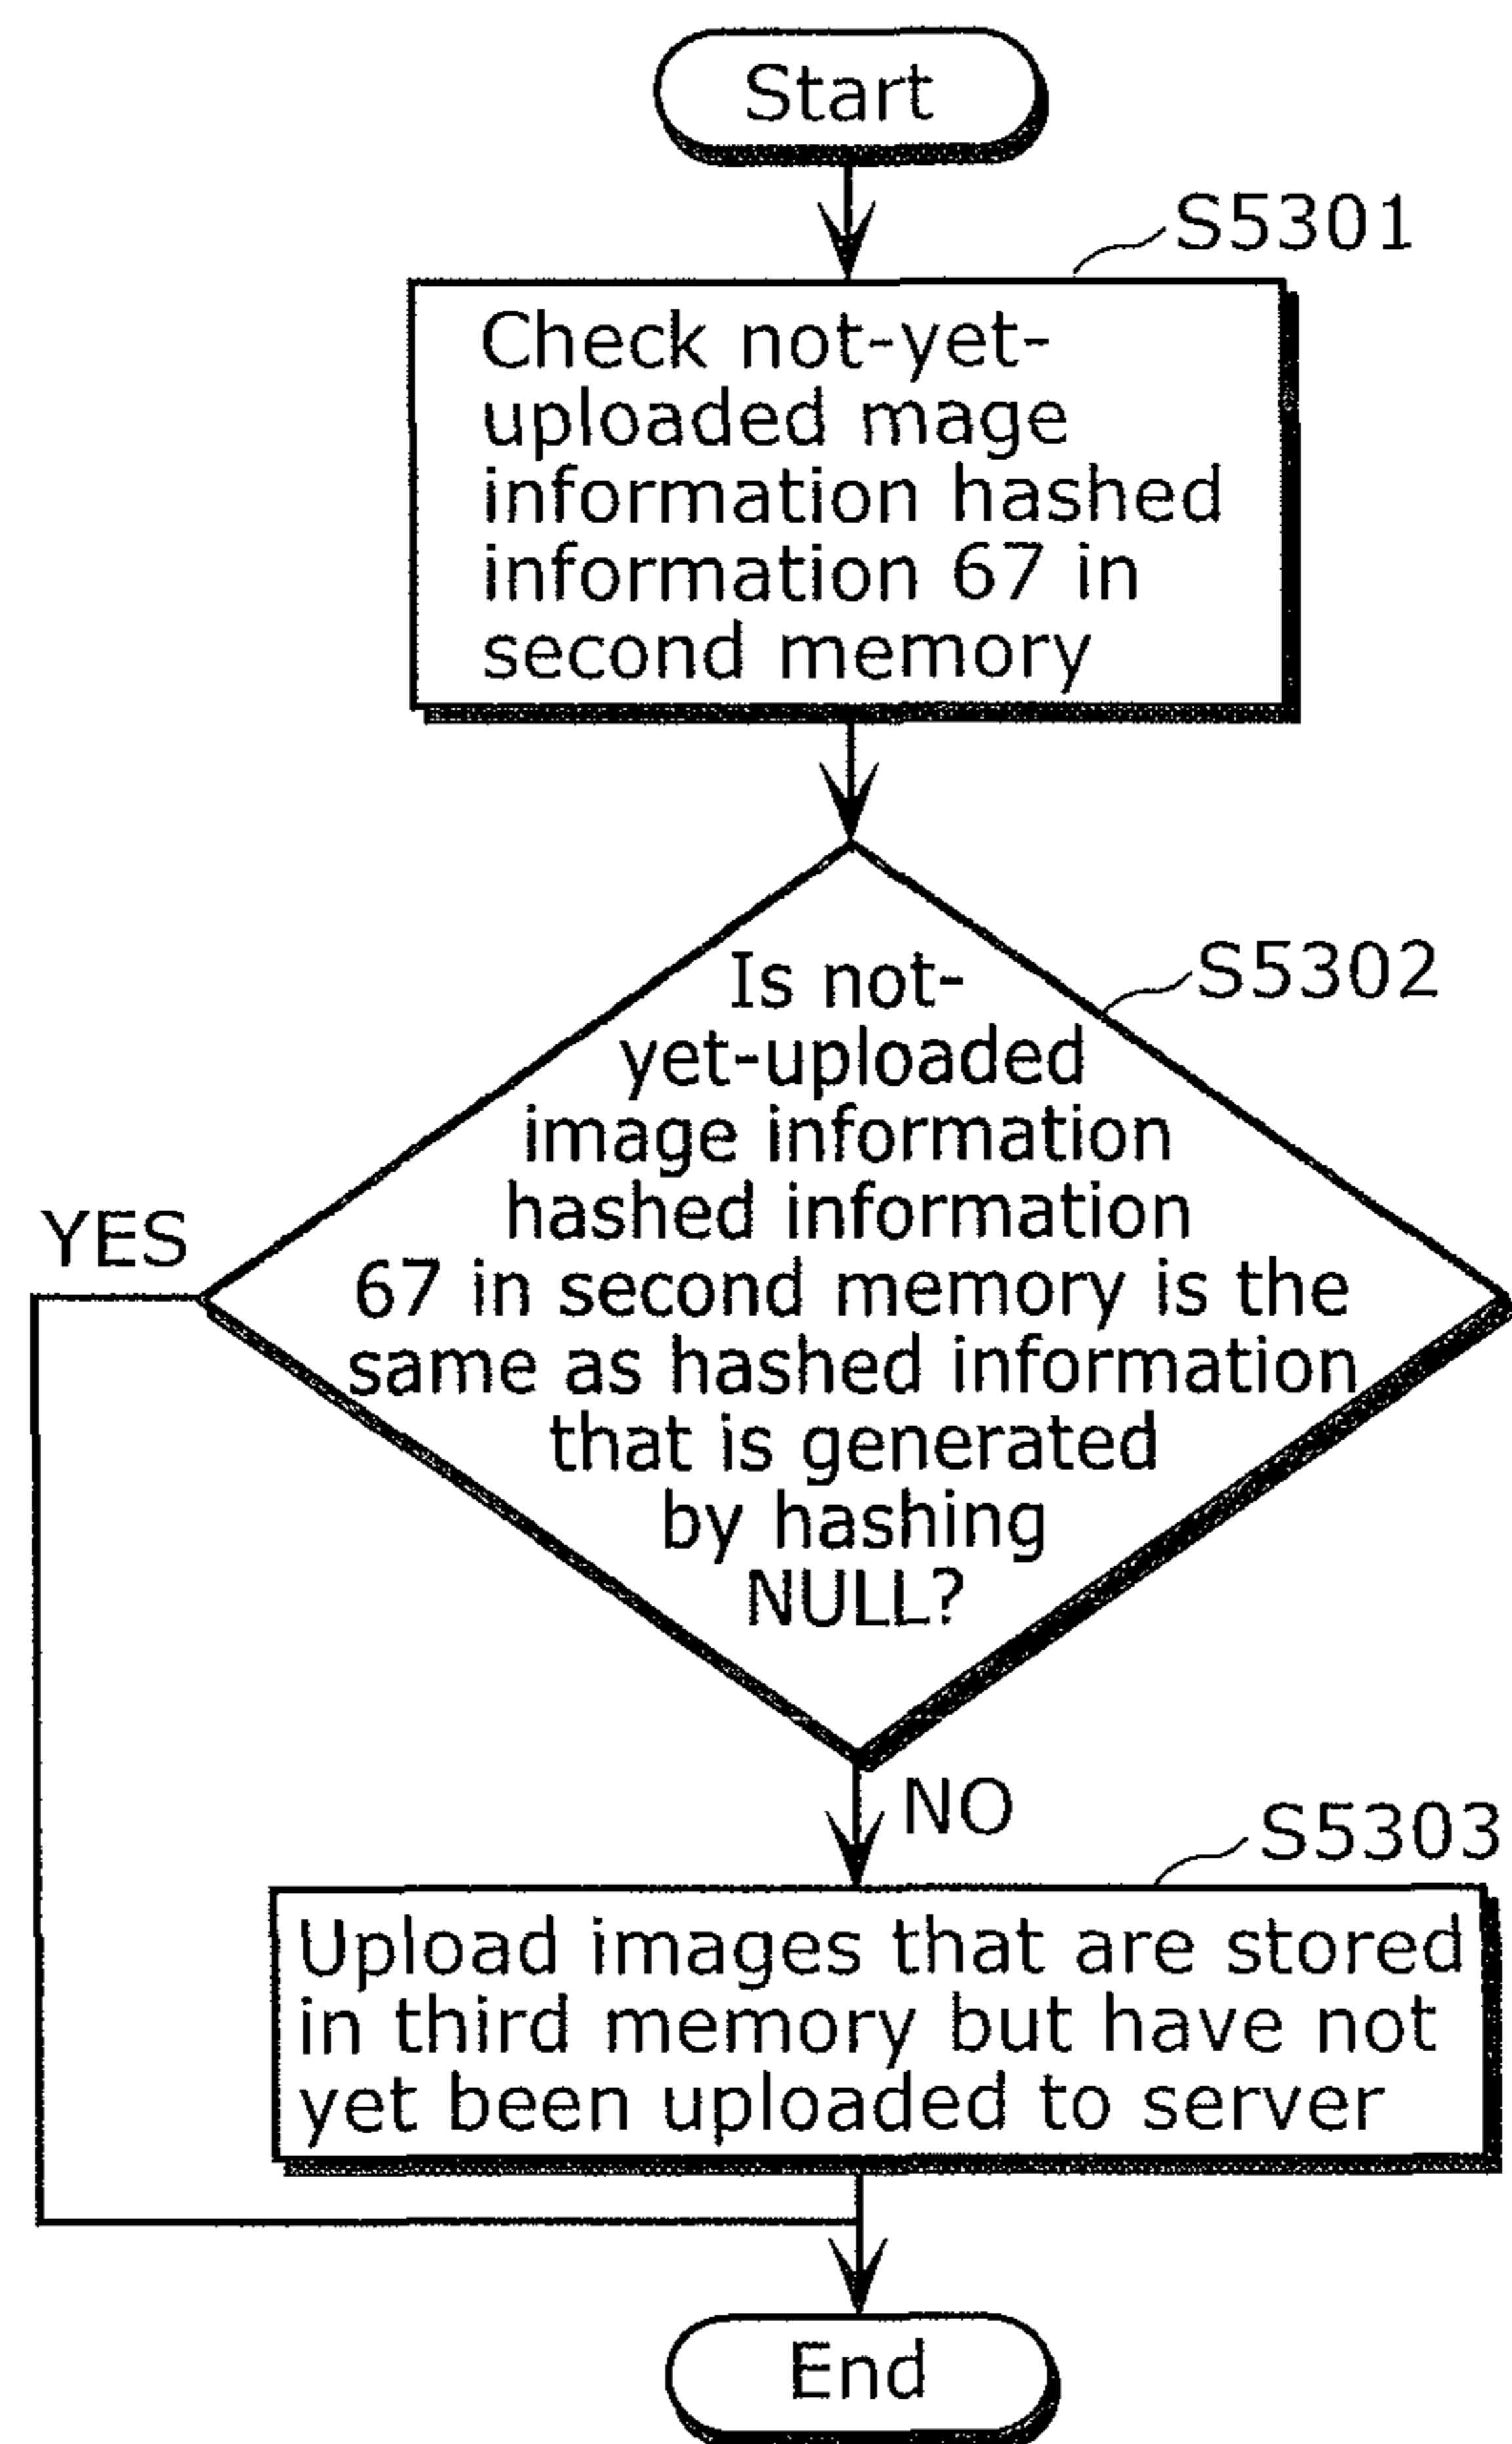 Start
S5301
Check not-yet-
uploaded mage
information hashed
information 67 in
second memory
S5302
Is not-
yet-uploaded
image information
hashed information
67 in second memory is the
same as hashed information
that is generated
by hashing
NULL?
YES
NO
S5303
Upload images that are stored
in third memory but have not
yet been uploaded to server
End